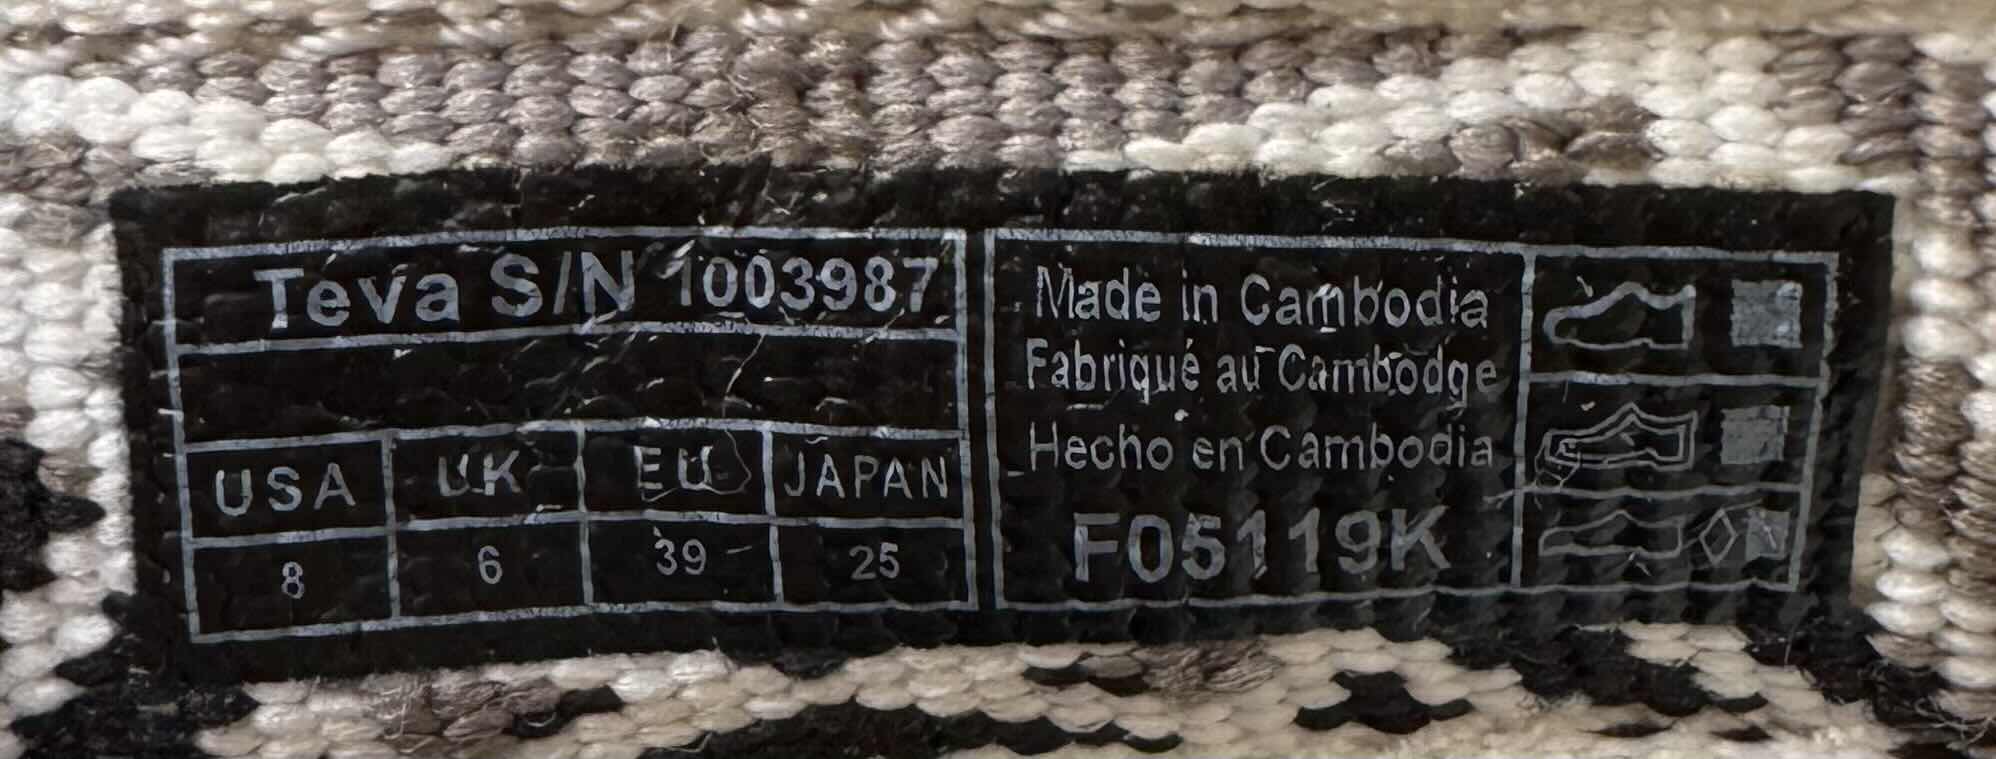 Teva S/N 1003987
USA UK EU JAPAN
8 6 39 25
Made in Cambodia
Fabriqué au Cambodge
Hecho en Cambodia
F05119K